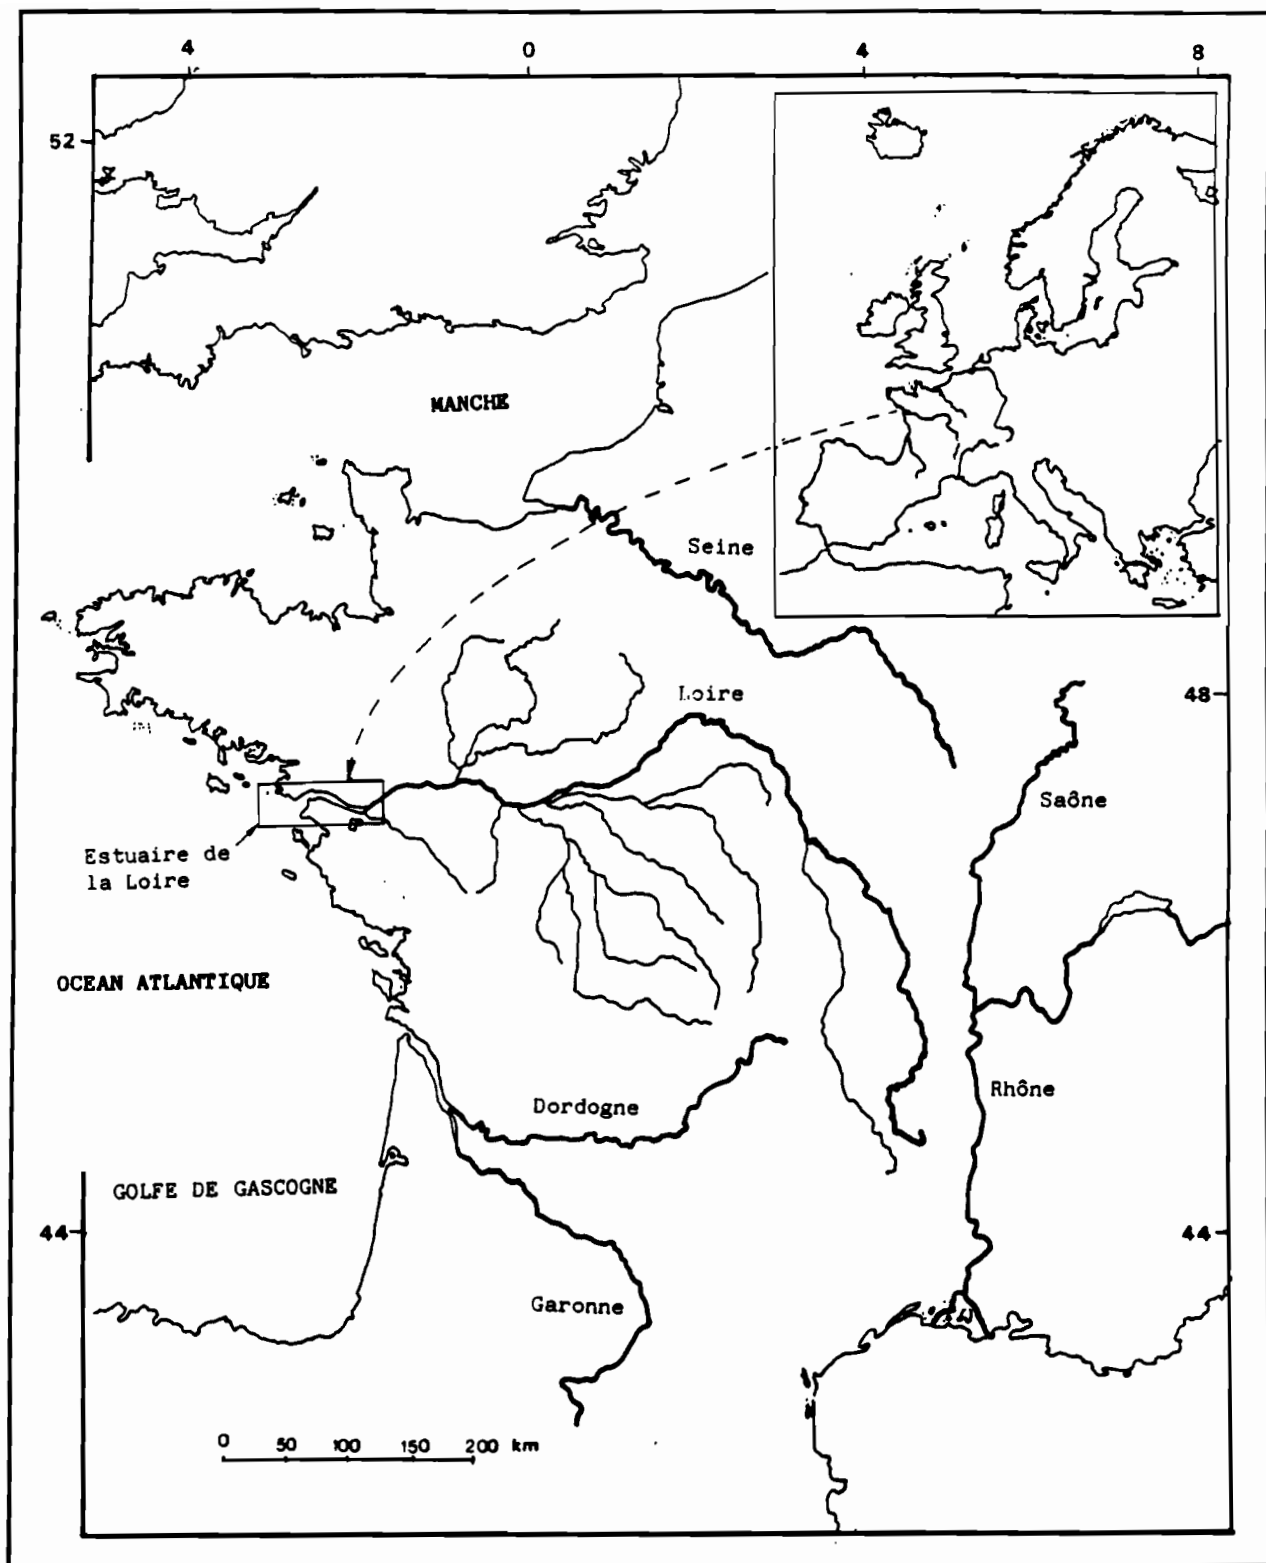 4 0 4 8
52
MANCHE
Seine
Loire
48
Saône
Estuaire de
la Loire
OCEAN ATLANTIQUE
Rhône
Dordogne
GOLFE DE GASCOGNE
44 44
Garonne
0 50 100 150 200 km